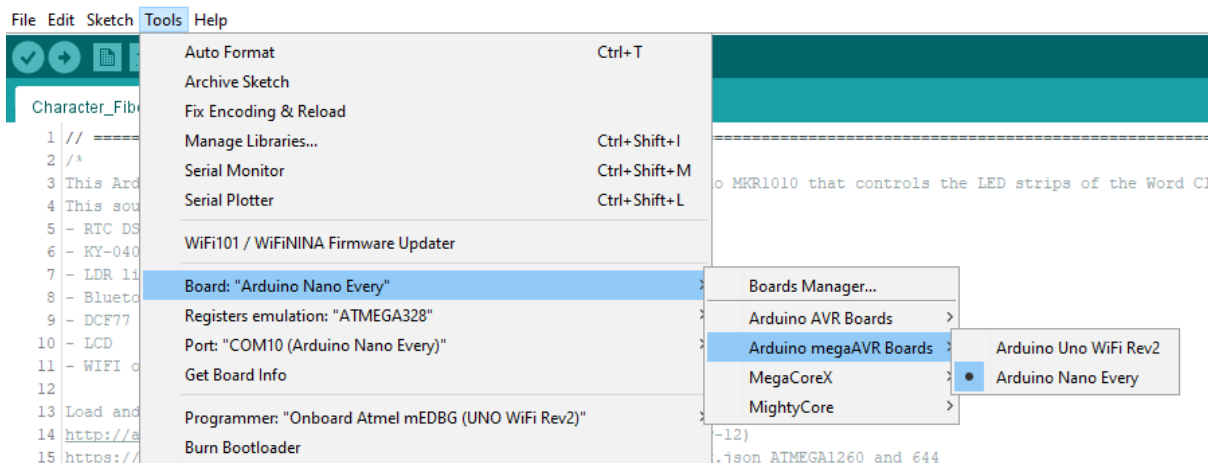 File Edit Sketch Tools Help
Auto Format Ctrl+T
Archive Sketch
Character_Fib
Fix Encoding & Reload
1 // =====
Manage Libraries... Ctrl+Shift+I
2 /*
Serial Monitor Ctrl+Shift+M
3 This Ard o MKR1010 that controls the LED strips of the Word Cl
4 This sou
Serial Plotter Ctrl+Shift+L
5 - RTC DS
6 - KY-040
WiFi101 / WiFiNINA Firmware Updater
7 - LDR li
8 - Blueto
Board: "Arduino Nano Every" Boards Manager...
9 - DCF77
Registers emulation: "ATMEGA328" Arduino AVR Boards
10 - LCD
Port: "COM10 (Arduino Nano Every)" Arduino megaAVR Boards Arduino Uno WiFi Rev2
11 - WIFI o
Get Board Info MegaCoreX Arduino Nano Every
12
13 Load and
Programmer: "Onboard Atmel mEDBG (UNO WiFi Rev2)" MightyCore
14 http://a -12)
Burn Bootloader
15 https:// .json ATMEGA1260 and 644